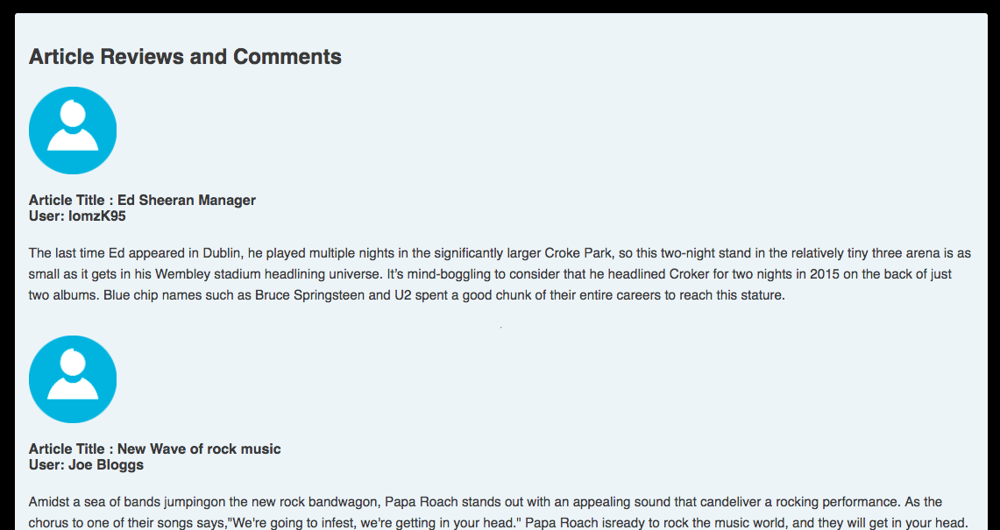 Article Reviews and Comments
Article Title : Ed Sheeran Manager
User: lomzK95
The last time Ed appeared in Dublin, he played multiple nights in the significantly larger Croke Park, so this two-night stand in the relatively tiny three arena is as
small as it gets in his Wembley stadium headlining universe. It’s mind-boggling to consider that he headlined Croker for two nights in 2015 on the back of just
two albums. Blue chip names such as Bruce Springsteen and U2 spent a good chunk of their entire careers to reach this stature.
Article Title : New Wave of rock music
User: Joe Bloggs
Amidst a sea of bands jumpingon the new rock bandwagon, Papa Roach stands out with an appealing sound that candeliver a rocking performance. As the
chorus to one of their songs says,"We're going to infest, we're getting in your head." Papa Roach isready to rock the music world, and they will get in your head.